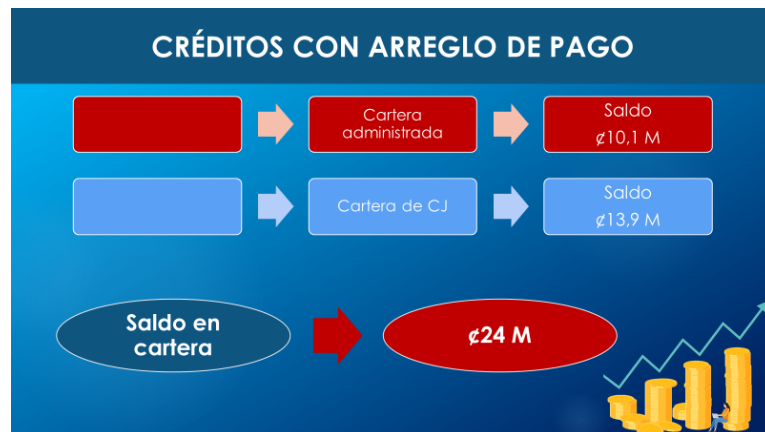 CRÉDITOS CON ARREGLO DE PAGO
Cartera
administrada
Saldo
₡10,1 M
Cartera de CJ
Saldo
₡13,9 M
Saldo en
cartera
₡24 M